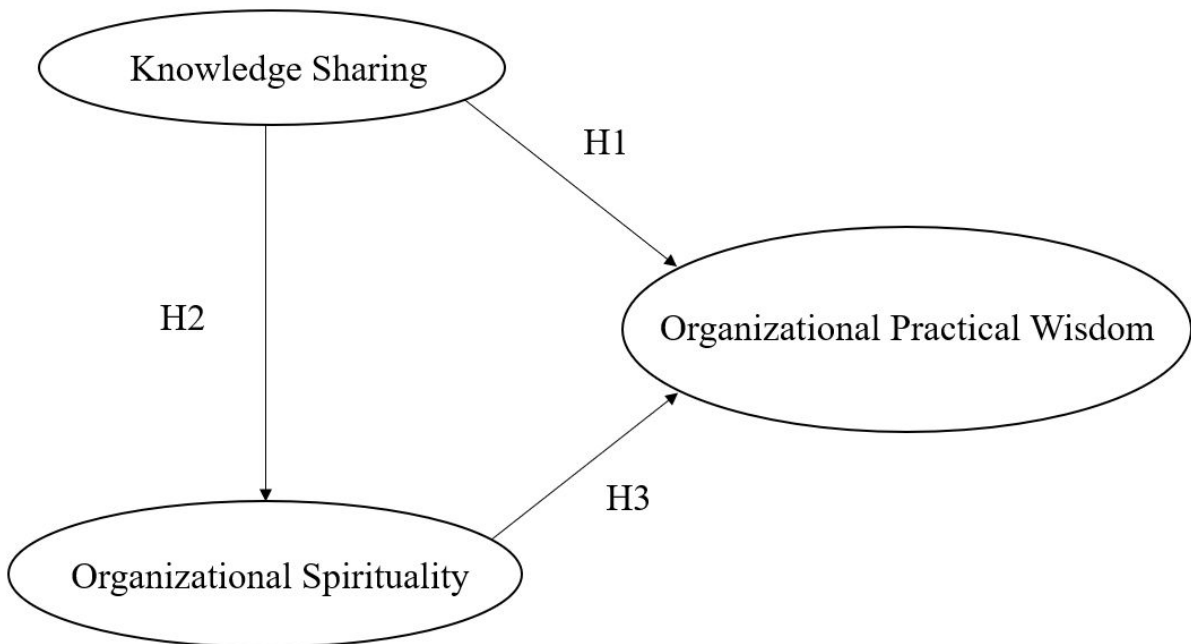 Knowledge Sharing
H1
H2
Organizational Practical Wisdom
H3
Organizational Spirituality